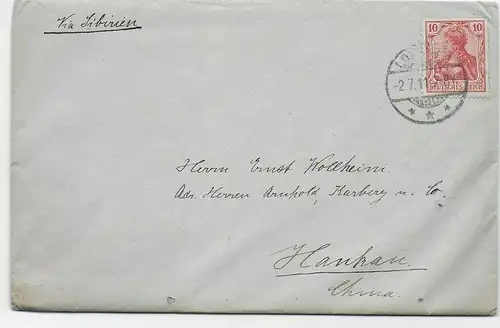 Via Sibirien
10 10
DEUTSCHES REICH
-2.7.11.
Herrn Ernst Wollheim.
Adr. Herren Arnhold, Karberg u. Co.
Hankau.
China.